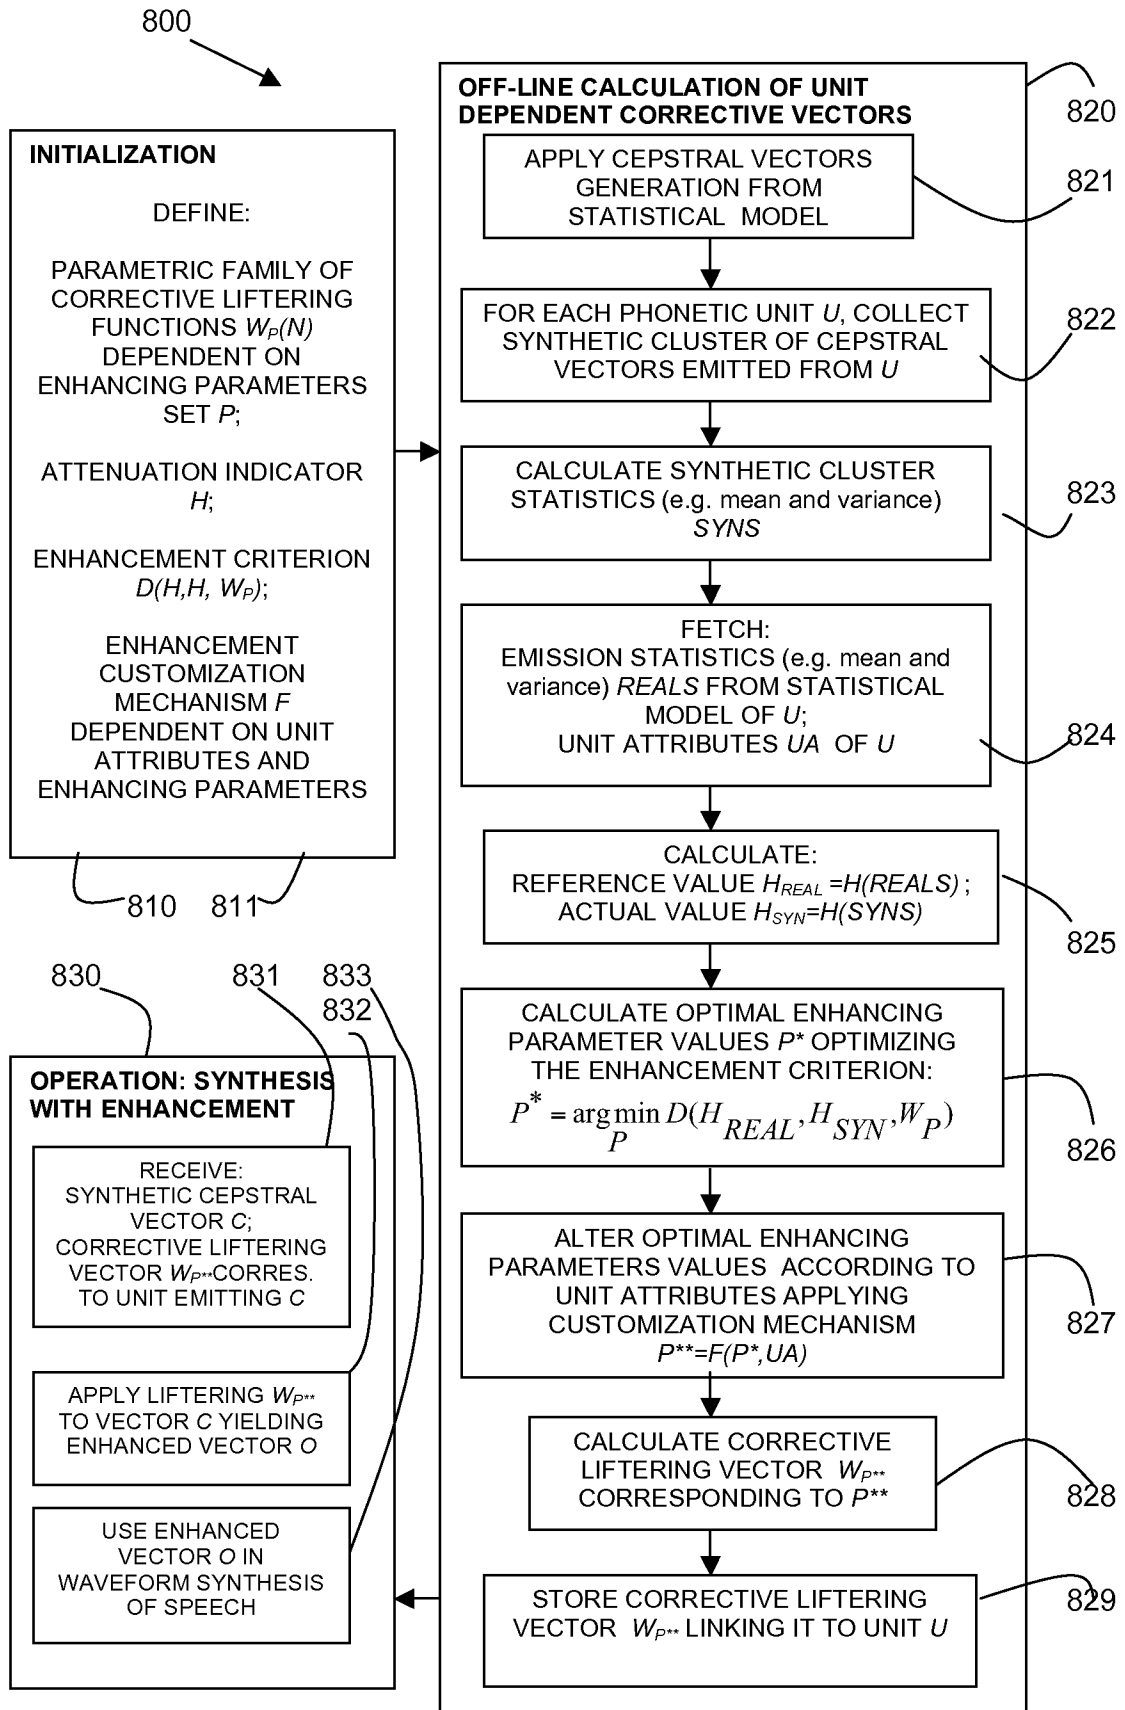 800
INITIALIZATION
DEFINE:
PARAMETRIC FAMILY OF
CORRECTIVE LIFTERING
FUNCTIONS W_P(N)
DEPENDENT ON
ENHANCING PARAMETERS
SET P;
ATTENUATION INDICATOR
H;
ENHANCEMENT CRITERION
D(H,H, W_P);
ENHANCEMENT
CUSTOMIZATION
MECHANISM F
DEPENDENT ON UNIT
ATTRIBUTES AND
ENHANCING PARAMETERS
810
811
OFF-LINE CALCULATION OF UNIT
DEPENDENT CORRECTIVE VECTORS
820
APPLY CEPSTRAL VECTORS
GENERATION FROM
STATISTICAL MODEL
821
FOR EACH PHONETIC UNIT U, COLLECT
SYNTHETIC CLUSTER OF CEPSTRAL
VECTORS EMITTED FROM U
822
CALCULATE SYNTHETIC CLUSTER
STATISTICS (e.g. mean and variance)
SYNS
823
FETCH:
EMISSION STATISTICS (e.g. mean and
variance) REALS FROM STATISTICAL
MODEL OF U;
UNIT ATTRIBUTES UA OF U
824
CALCULATE:
REFERENCE VALUE H_REAL =H(REALS) ;
ACTUAL VALUE H_SYN=H(SYNS)
825
CALCULATE OPTIMAL ENHANCING
PARAMETER VALUES P* OPTIMIZING
THE ENHANCEMENT CRITERION:
P* = arg min D(H_REAL, H_SYN, W_P)
P
826
ALTER OPTIMAL ENHANCING
PARAMETERS VALUES ACCORDING TO
UNIT ATTRIBUTES APPLYING
CUSTOMIZATION MECHANISM
P**=F(P*,UA)
827
CALCULATE CORRECTIVE
LIFTERING VECTOR W_P**
CORRESPONDING TO P**
828
STORE CORRECTIVE LIFTERING
VECTOR W_P** LINKING IT TO UNIT U
829
830
831
833
832
OPERATION: SYNTHESIS
WITH ENHANCEMENT
RECEIVE:
SYNTHETIC CEPSTRAL
VECTOR C;
CORRECTIVE LIFTERING
VECTOR W_P** CORRES.
TO UNIT EMITTING C
APPLY LIFTERING W_P**
TO VECTOR C YIELDING
ENHANCED VECTOR O
USE ENHANCED
VECTOR O IN
WAVEFORM SYNTHESIS
OF SPEECH